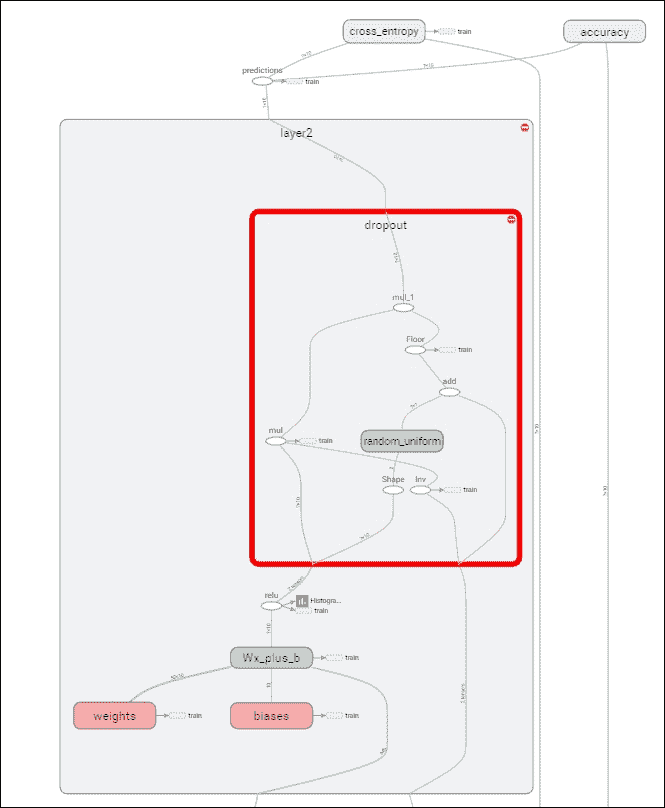 cross_entropy
train
accuracy
predictions
train
layer2
dropout
mul_1
Floor
train
add
mul
train
random_uniform
Shape
Inv
train
relu
Histogra...
train
Wx_plus_b
train
weights
train
biases
train